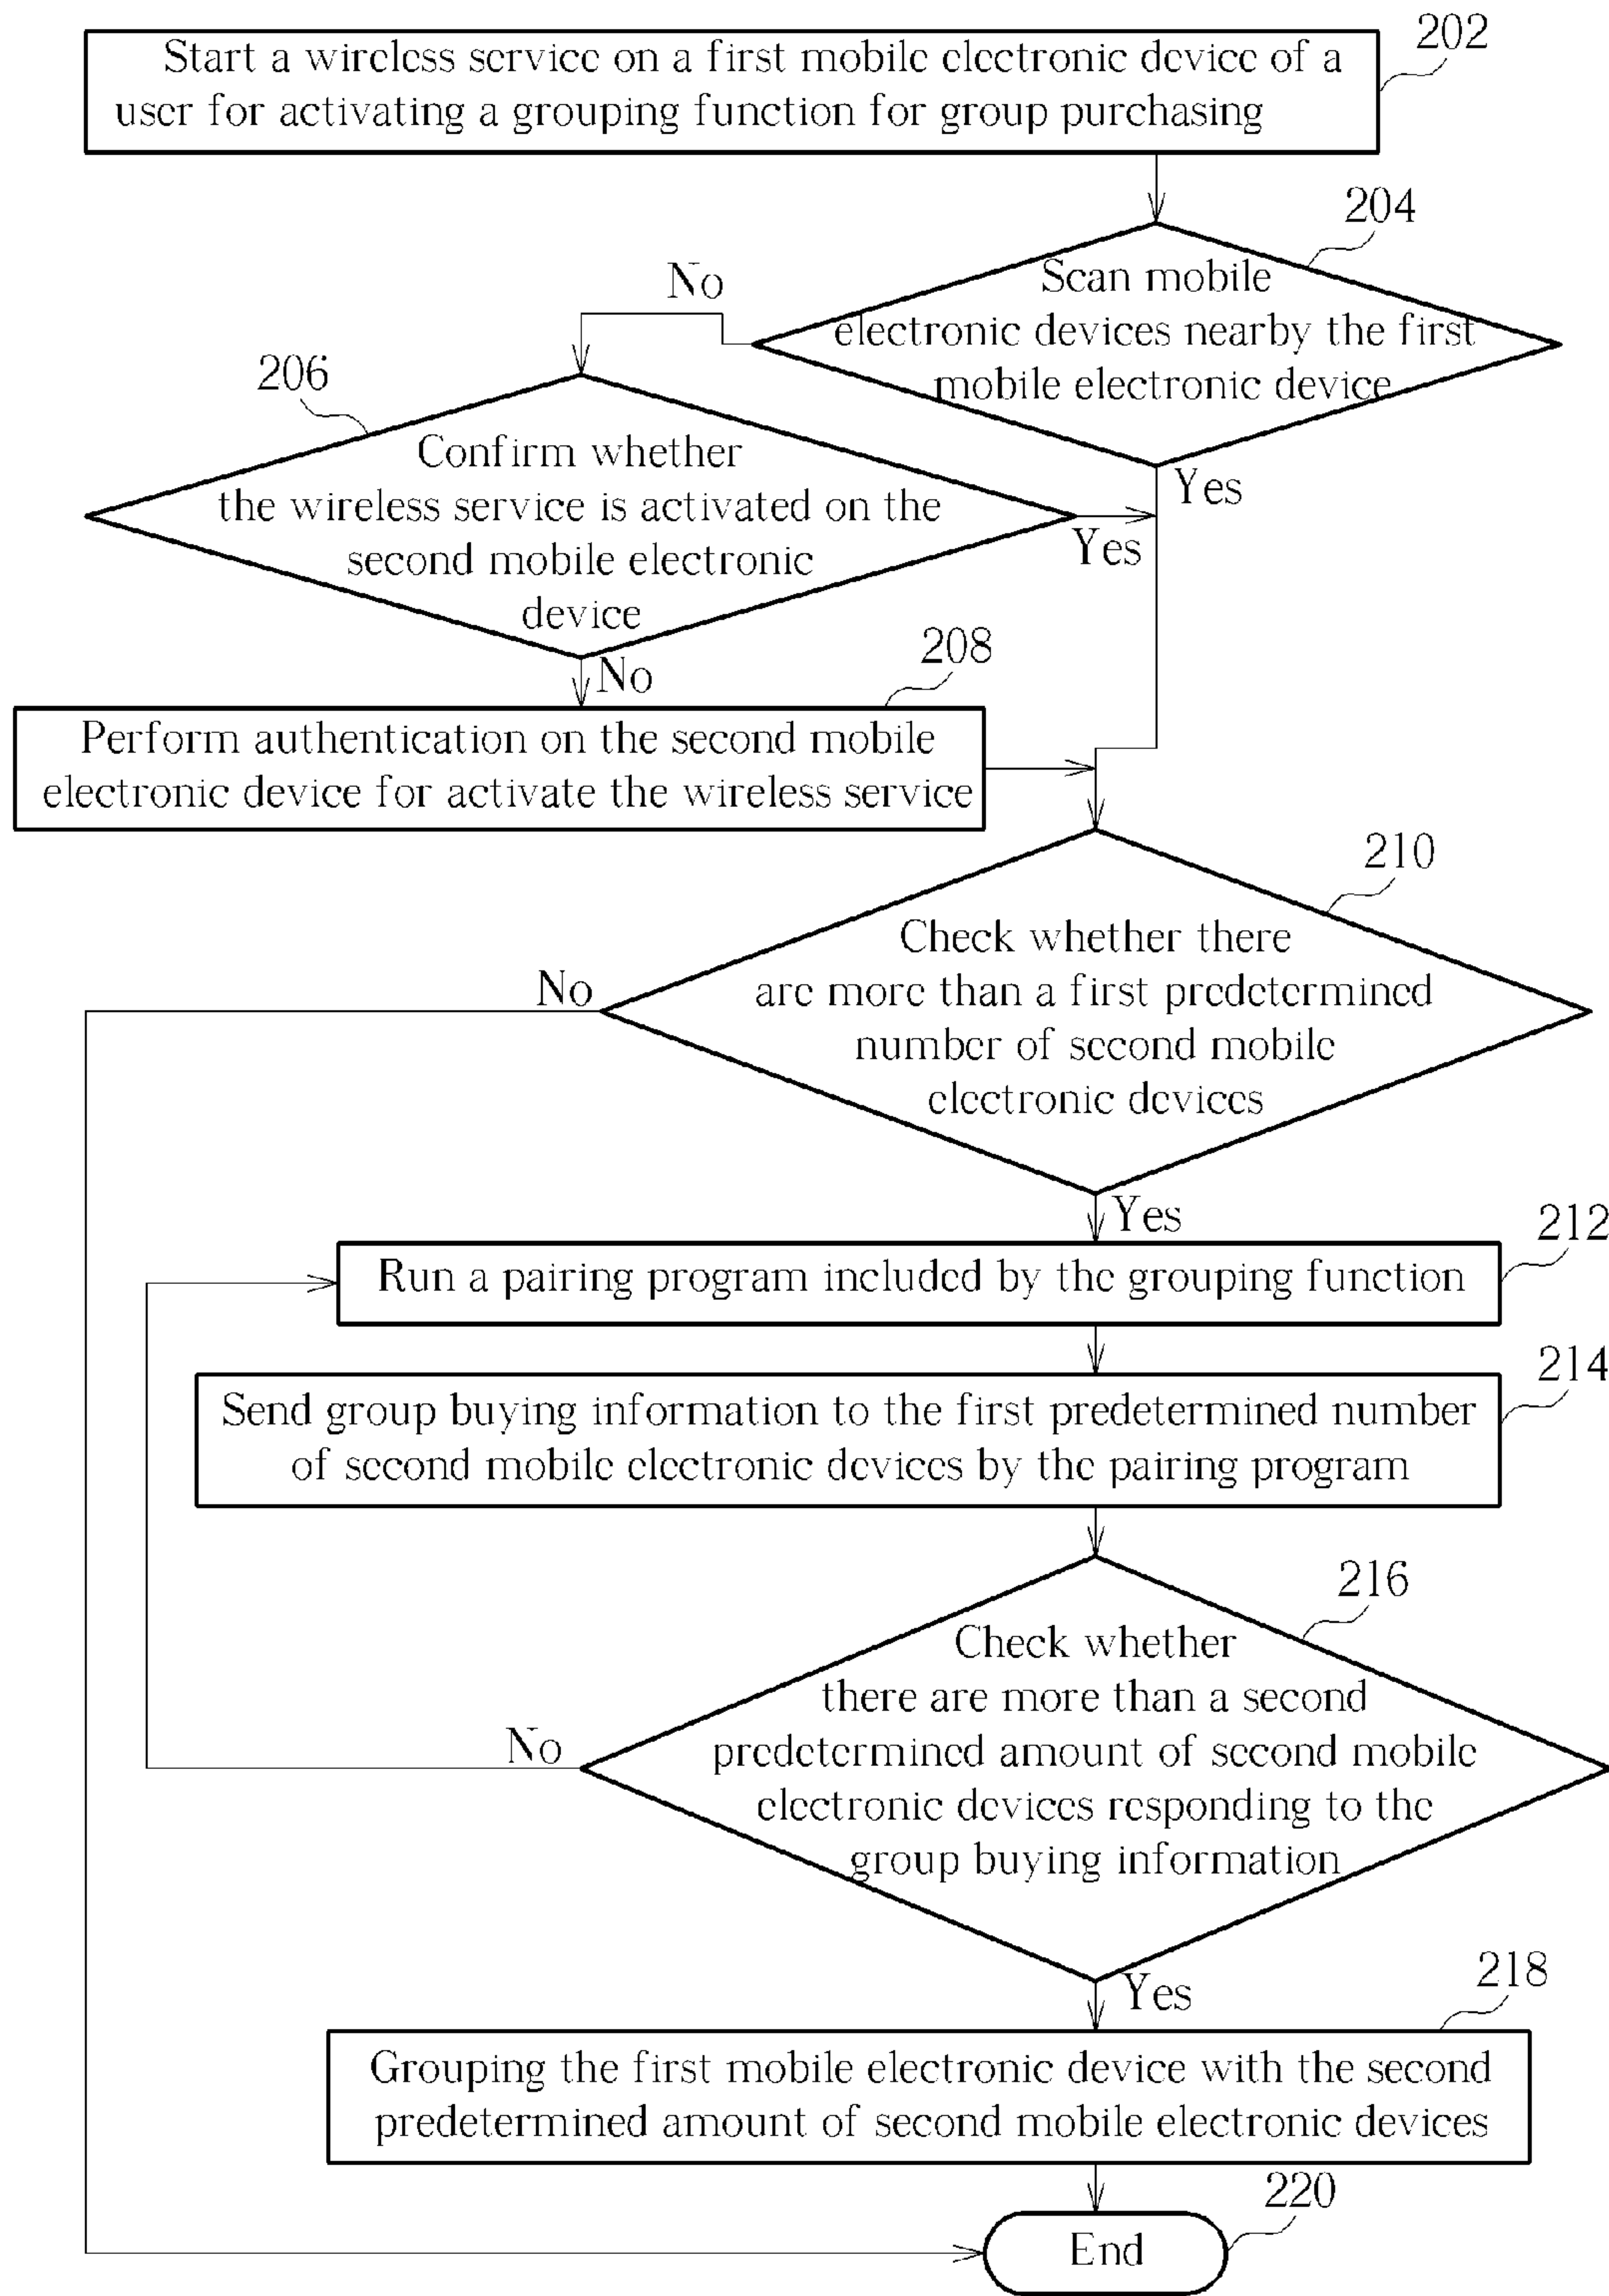 202
Start a wireless service on a first mobile electronic device of a
user for activating a grouping function for group purchasing
204
Scan mobile
electronic devices nearby the first
mobile electronic device
No
Yes
206
Confirm whether
the wireless service is activated on the
second mobile electronic
device
Yes
No
208
Perform authentication on the second mobile
electronic device for activate the wireless service
210
Check whether there
are more than a first predetermined
number of second mobile
electronic devices
No
Yes
212
Run a pairing program included by the grouping function
214
Send group buying information to the first predetermined number
of second mobile electronic devices by the pairing program
216
Check whether
there are more than a second
predetermined amount of second mobile
electronic devices responding to the
group buying information
No
Yes
218
Grouping the first mobile electronic device with the second
predetermined amount of second mobile electronic devices
220
End